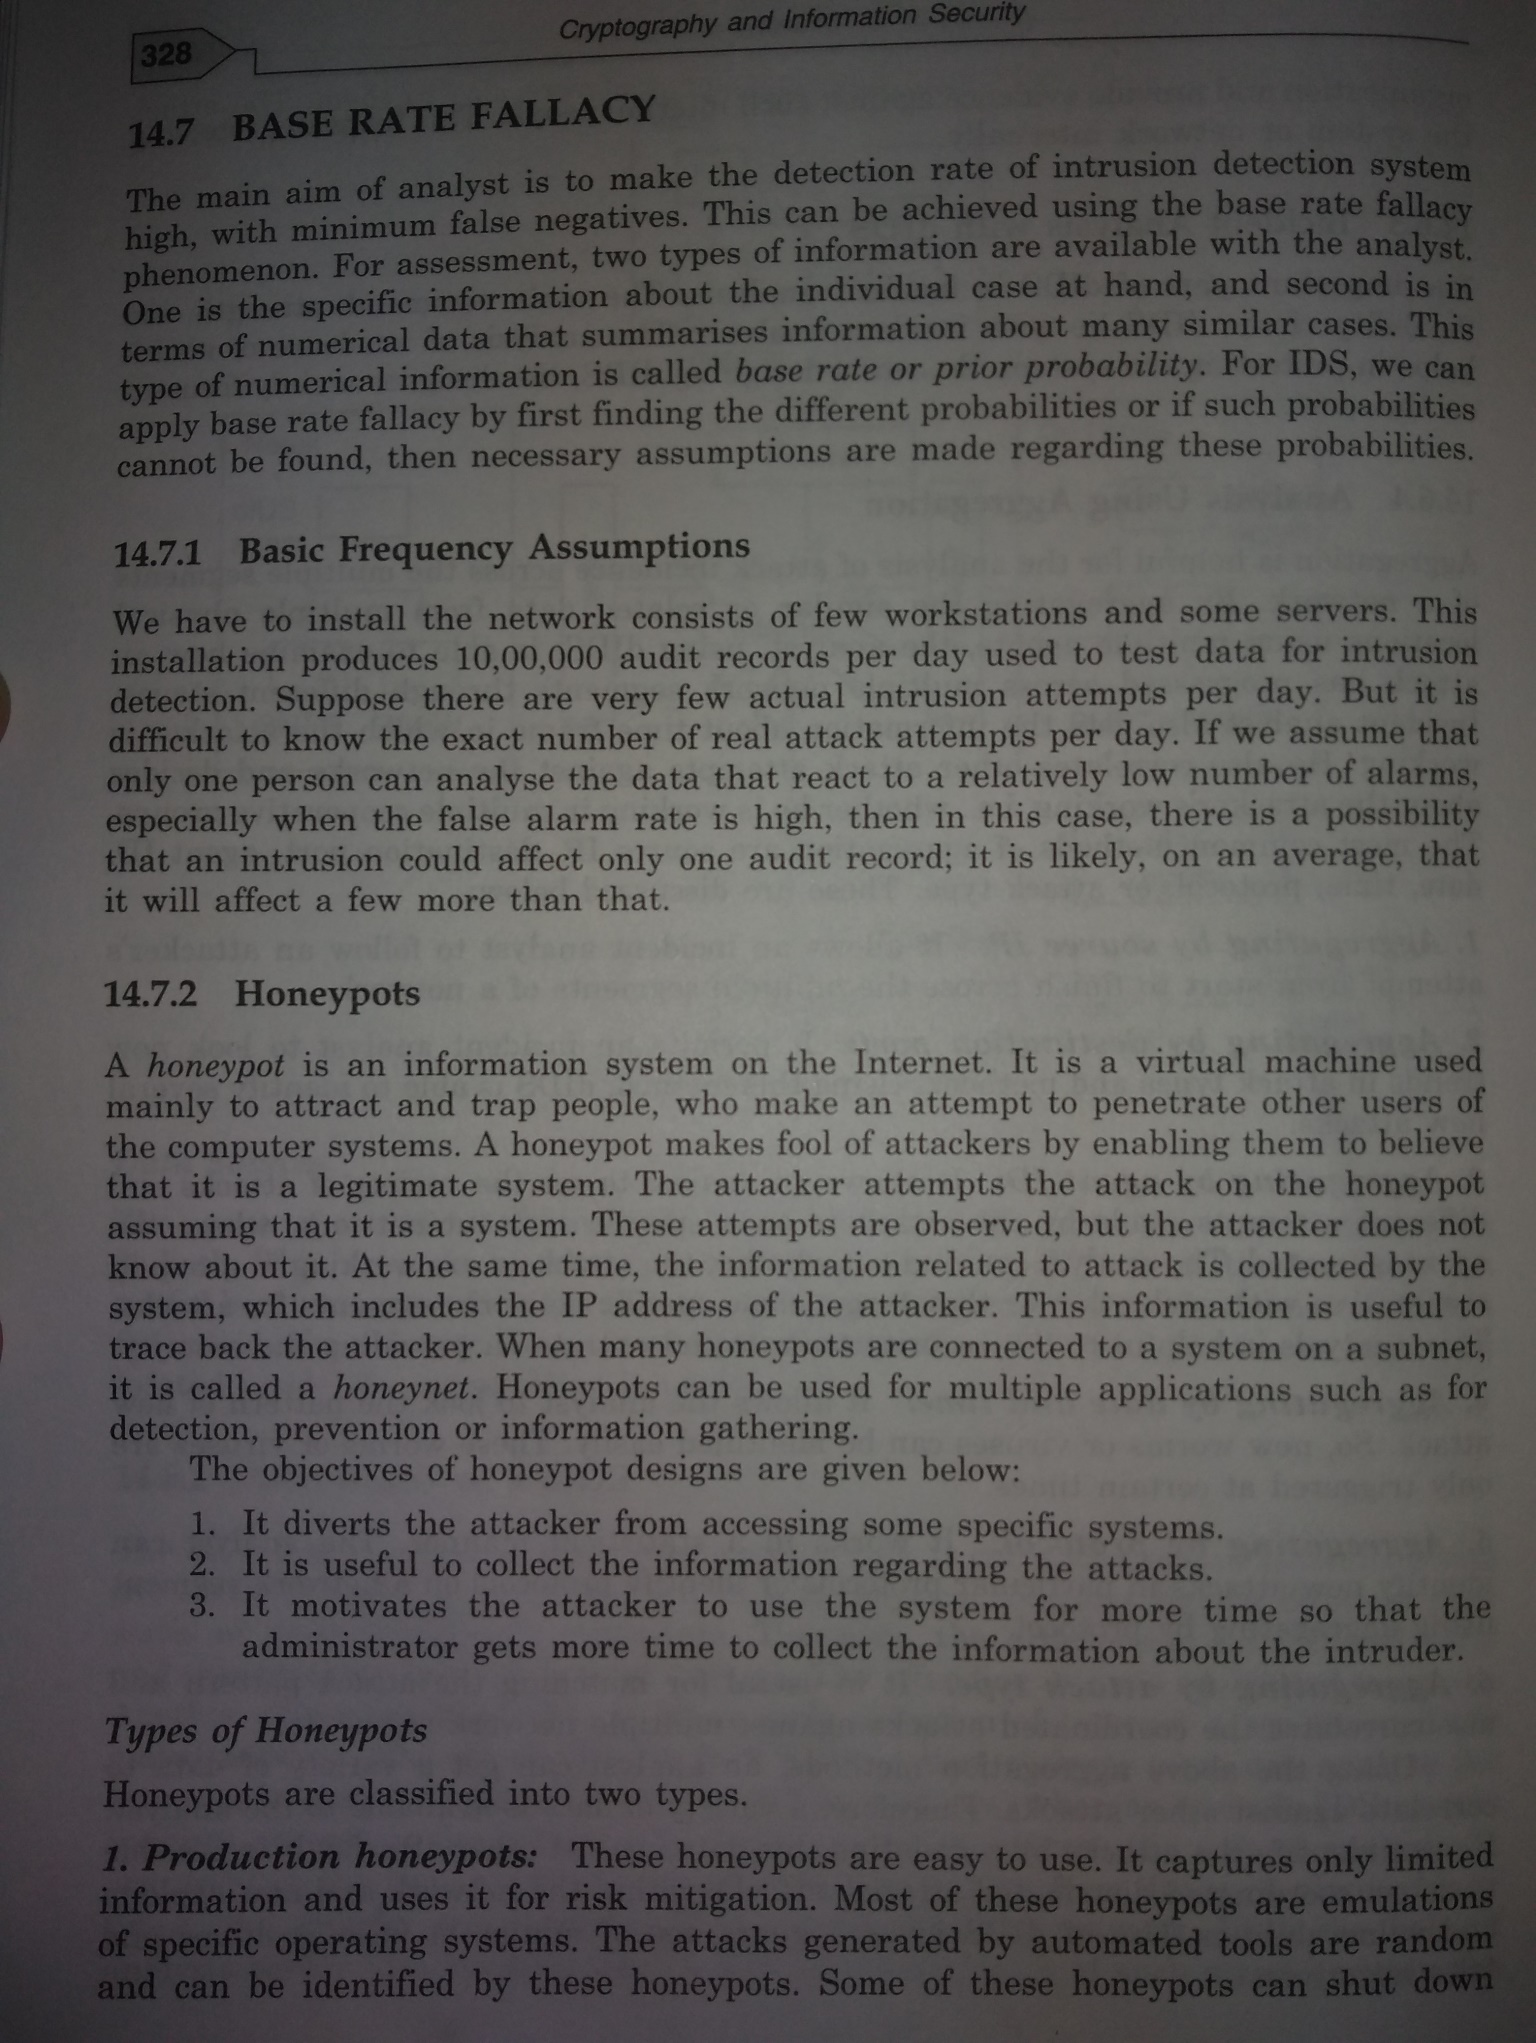 Cryptography and Information Security
328
14.7 BASE RATE FALLACY
The main aim of analyst is to make the detection rate of intrusion detection system
high, with minimum false negatives. This can be achieved using the base rate fallacy
phenomenon. For assessment, two types of information are available with the analyst.
One is the specific information about the individual case at hand, and second is in
terms of numerical data that summarises information about many similar cases. This
type of numerical information is called base rate or prior probability. For IDS, we can
apply base rate fallacy by first finding the different probabilities or if such probabilities
cannot be found, then necessary assumptions are made regarding these probabilities.
14.7.1 Basic Frequency Assumptions
We have to install the network consists of few workstations and some servers. This
installation produces 10,00,000 audit records per day used to test data for intrusion
detection. Suppose there are very few actual intrusion attempts per day. But it is
difficult to know the exact number of real attack attempts per day. If we assume that
only one person can analyse the data that react to a relatively low number of alarms,
especially when the false alarm rate is high, then in this case, there is a possibility
that an intrusion could affect only one audit record; it is likely, on an average, that
it will affect a few more than that.
14.7.2 Honeypots
A honeypot is an information system on the Internet. It is a virtual machine used
mainly to attract and trap people, who make an attempt to penetrate other users of
the computer systems. A honeypot makes fool of attackers by enabling them to believe
that it is a legitimate system. The attacker attempts the attack on the honeypot
assuming that it is a system. These attempts are observed, but the attacker does not
know about it. At the same time, the information related to attack is collected by the
system, which includes the IP address of the attacker. This information is useful to
trace back the attacker. When many honeypots are connected to a system on a subnet,
it is called a honeynet. Honeypots can be used for multiple applications such as for
detection, prevention or information gathering.
The objectives of honeypot designs are given below:
1. It diverts the attacker from accessing some specific systems.
2. It is useful to collect the information regarding the attacks.
3. It motivates the attacker to use the system for more time so that the
administrator gets more time to collect the information about the intruder.
Types of Honeypots
Honeypots are classified into two types.
1. Production honeypots: These honeypots are easy to use. It captures only limited
information and uses it for risk mitigation. Most of these honeypots are emulations
of specific operating systems. The attacks generated by automated tools are random
and can be identified by these honeypots. Some of these honeypots can shut down